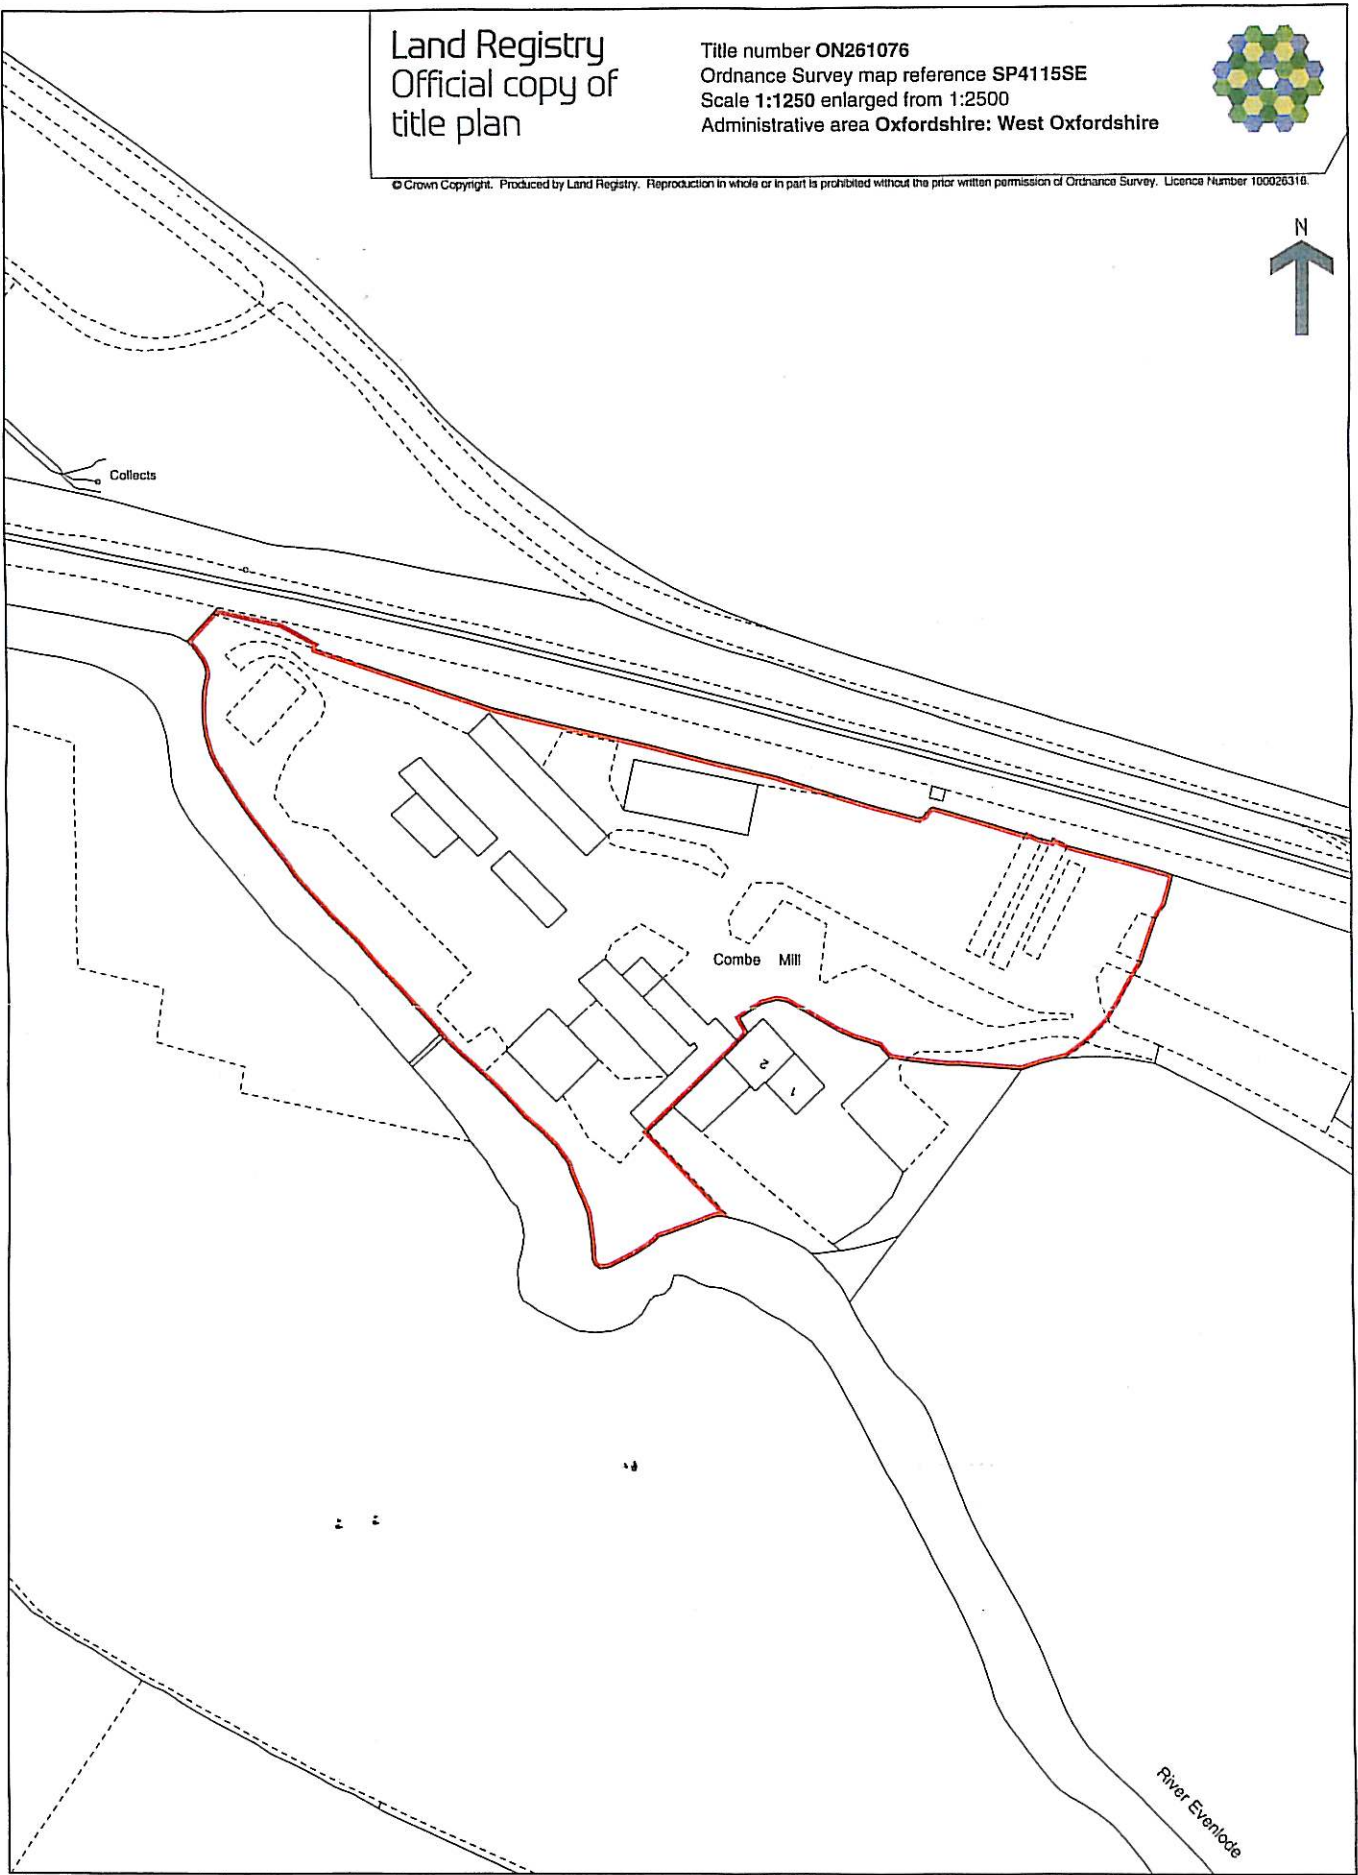 Land Registry
Official copy of
title plan
Title number ON261076
Ordnance Survey map reference SP4115SE
Scale 1:1250 enlarged from 1:2500
Administrative area Oxfordshire: West Oxfordshire
© Crown Copyright. Produced by Land Registry. Reproduction in whole or in part is prohibited without the prior written permission of Ordnance Survey. Licence Number 100026316.
N
Collects
Combe Mill
2
1
River Evenlode